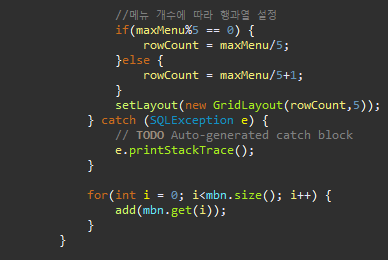 //메뉴 개수에 따라 행과열 설정
if(maxMenu%5 == 0) {
rowCount = maxMenu/5;
}else {
rowCount = maxMenu/5+1;
}
setLayout(new GridLayout(rowCount,5));
} catch (SQLException e) {
// TODO Auto-generated catch block
e.printStackTrace();
}
for(int i = 0; i<mbn.size(); i++) {
add(mbn.get(i));
}
}